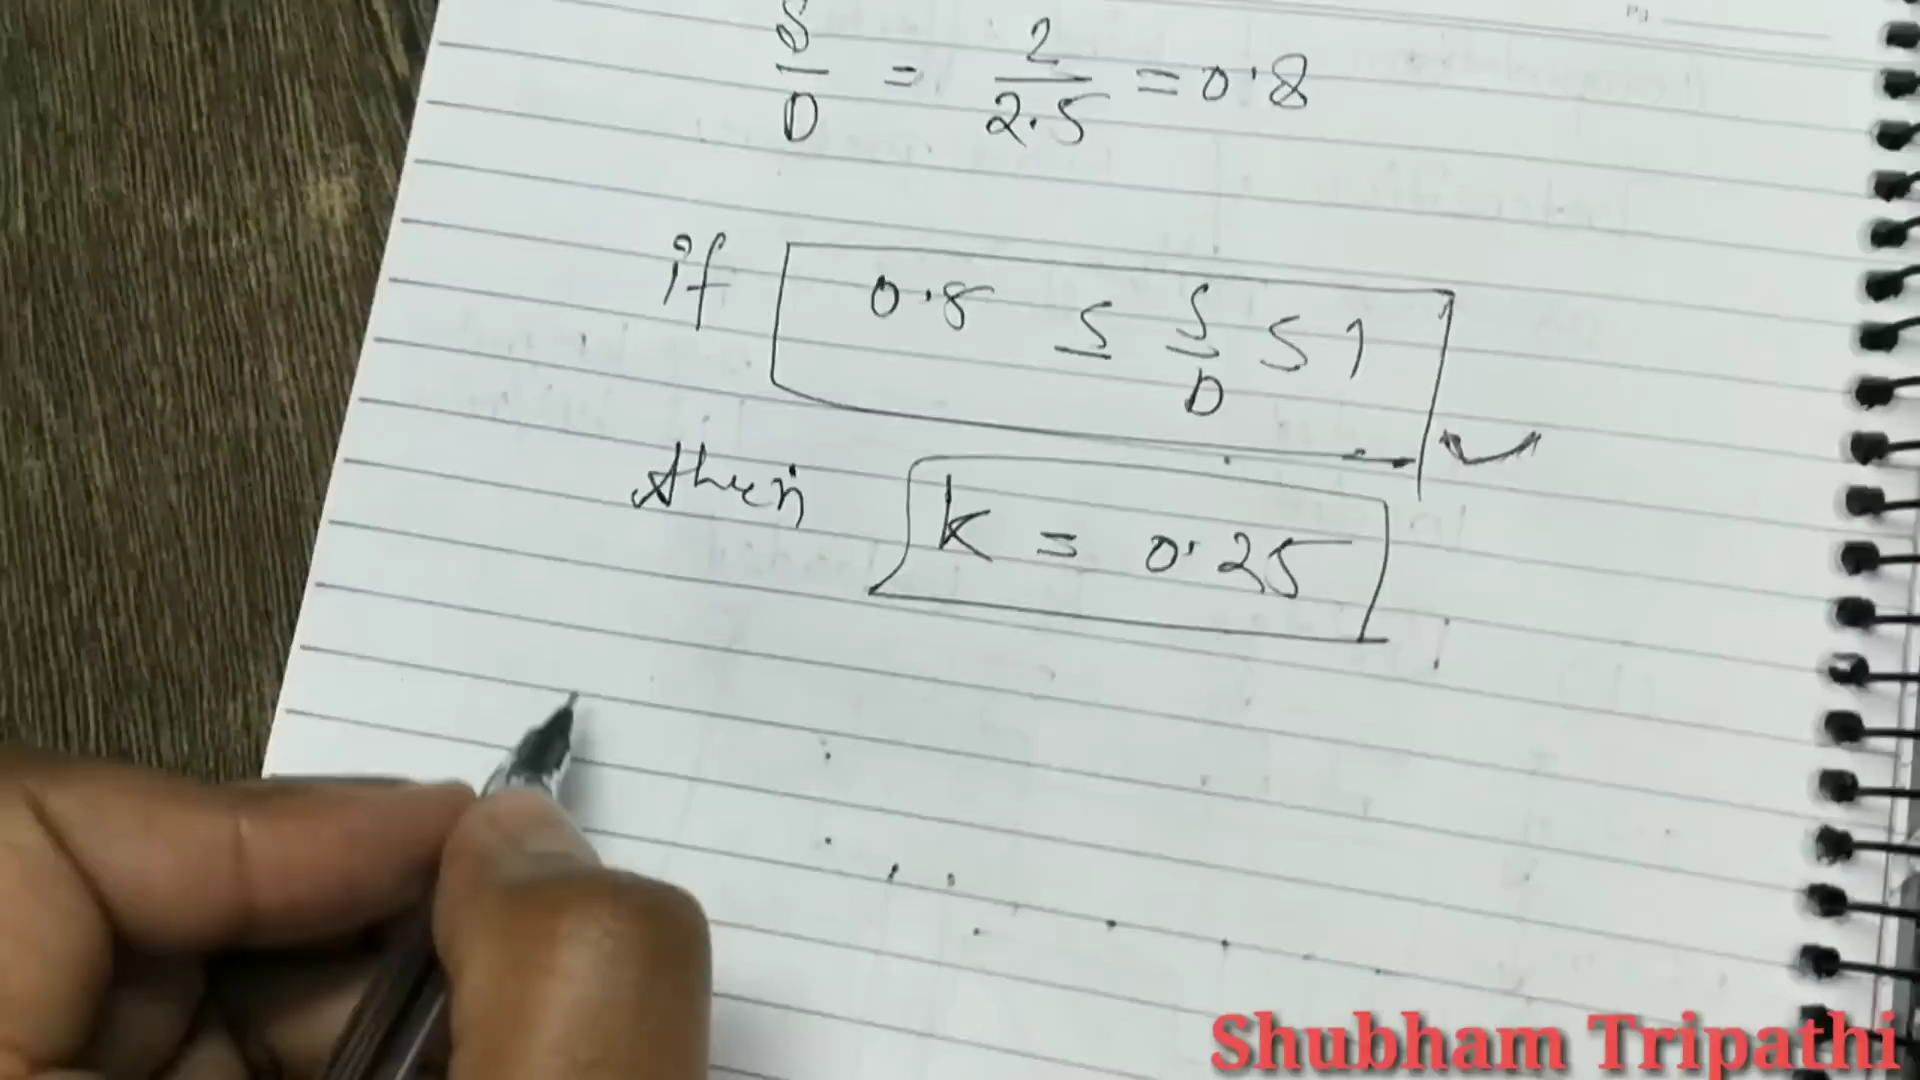 S/D = 2/2.5 = 0.8
if 0.8 ≤ S/D ≤ 1
then k = 0.25
Shubham Tripathi